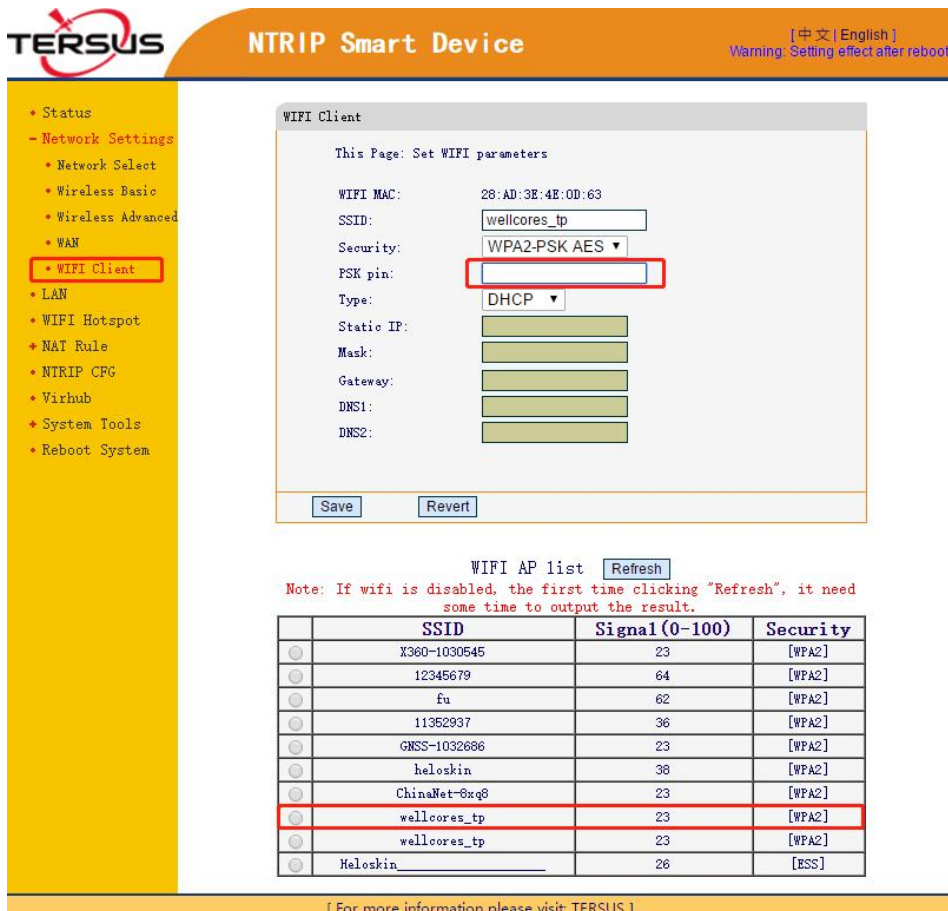 TERSUS
NTRIP Smart Device
[中文|English]
Warning: Setting effect after reboot
Status
Network Settings
Network Select
Wireless Basic
Wireless Advanced
WAN
WIFI Client
LAN
WIFI Hotspot
NAT Rule
NTRIP CFG
Virhub
System Tools
Reboot System
WIFI Client
This Page: Set WIFI parameters
WIFI MAC: 28:AD:3E:4E:0D:63
SSID: wellcores_tp
Security: WPA2-PSK AES
PSK pin:
Type: DHCP
Static IP:
Mask:
Gateway:
DNS1:
DNS2:
Save Revert
WIFI AP list Refresh
Note: If wifi is disabled, the first time clicking "Refresh", it need
some time to output the result.
SSID Signal(0-100) Security
X360-1030545 23 [WPA2]
12345679 64 [WPA2]
fu 62 [WPA2]
11352937 36 [WPA2]
GNSS-1032686 23 [WPA2]
heloskin 38 [WPA2]
ChinaNet-8xq8 23 [WPA2]
wellcores_tp 23 [WPA2]
wellcores_tp 23 [WPA2]
Heloskin____________________ 26 [ESS]
[ For more information please visit: TERSUS ]